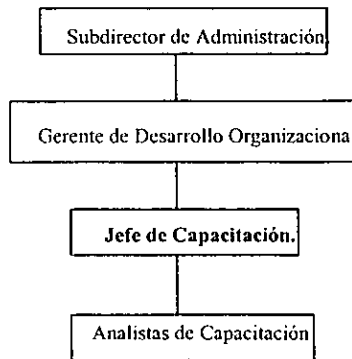 Subdirector de Administración.
Gerente de Desarrollo Organizaciona
Jefe de Capacitación.
Analistas de Capacitación